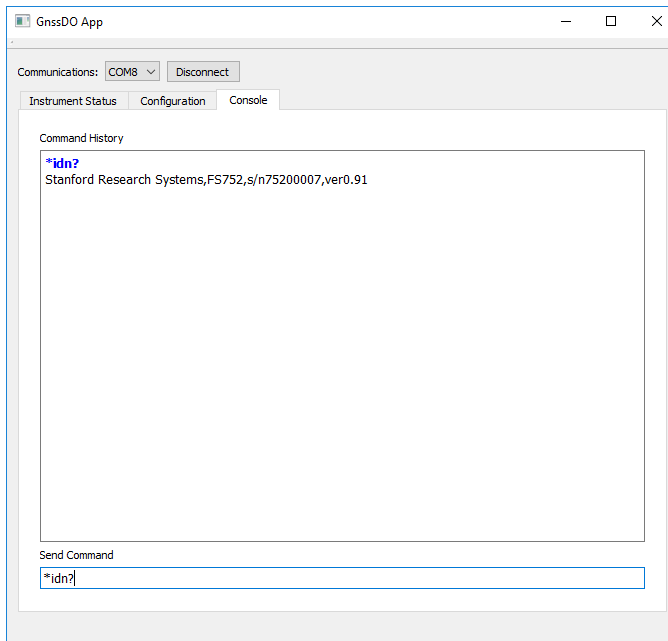 GnssDO App
Communications: COM8 Disconnect
Instrument Status Configuration Console
Command History
*idn?
Stanford Research Systems,FS752,s/n75200007,ver0.91
Send Command
*idn?